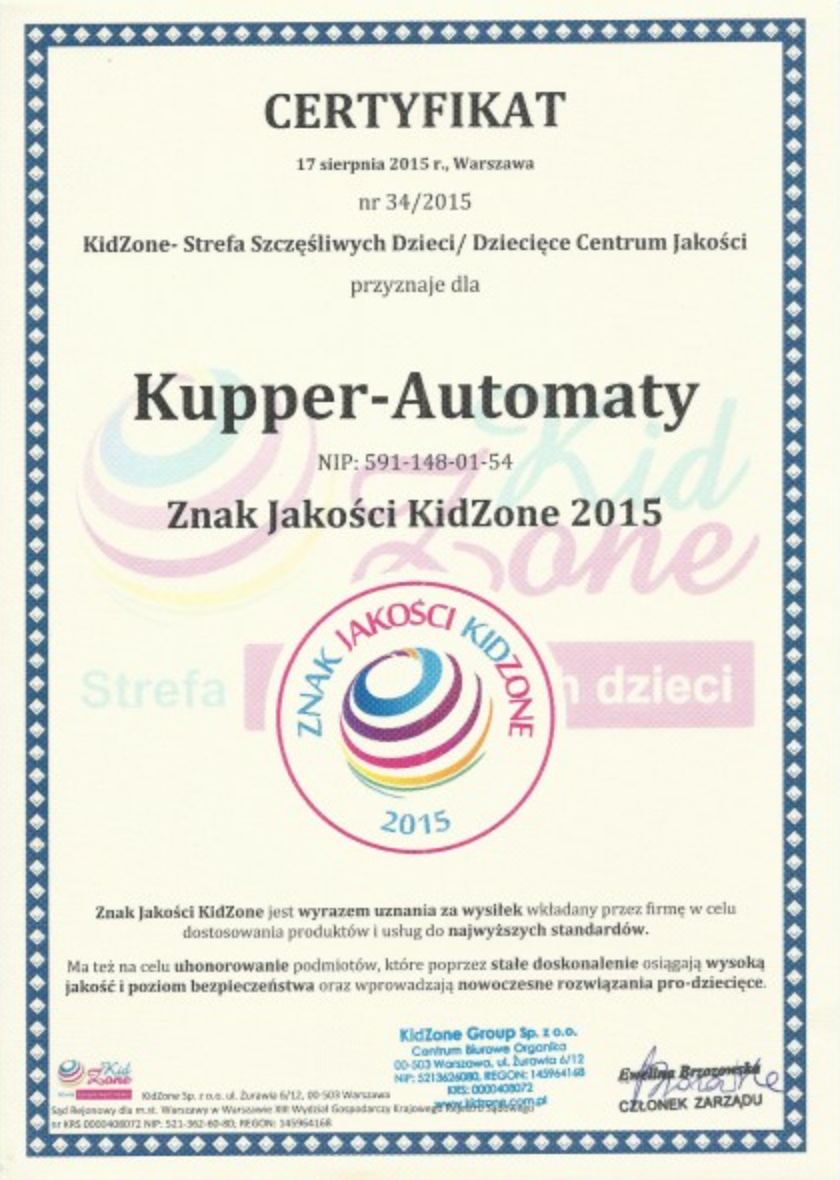 CERTYFIKAT
17 sierpnia 2015 r., Warszawa
nr 34/2015
KidZone- Strefa Szczęśliwych Dzieci/ Dziecięce Centrum Jakości
przyznaje dla
Kupper-Automaty
NIP: 591-148-01-54
Znak Jakości KidZone 2015
Kid
Zone
Strefa
h dzieci
ZNAK JAKOŚCI KIDZONE
2015
Znak Jakości KidZone jest wyrazem uznania za wysiłek wkładany przez firmę w celu
dostosowania produktów i usług do najwyższych standardów.
Ma też na celu uhonorowanie podmiotów, które poprzez stałe doskonalenie osiągają wysoką
jakość i poziom bezpieczeństwa oraz wprowadzają nowoczesne rozwiązania pro-dziecięce.
KidZone Group Sp. z o.o.
Centrum Biurowe Organika
00-503 Warszawa, ul. Żurawia 6/12
NIP: 5213626080, REGON: 145964168
KRS: 0000408072
www.kidzone.com.pl
Ewelina Brzozowska
CZŁONEK ZARZĄDU
Kid
Zone
KidZone Sp. z o.o. ul. Żurawia 6/12, 00-503 Warszawa
Sąd Rejonowy dla m.st. Warszawy w Warszawie XIII Wydział Gospodarczy Krajowego Rejestru Sądowego
nr KRS 0000408072 NIP: 521-362-60-80; REGON: 145964168